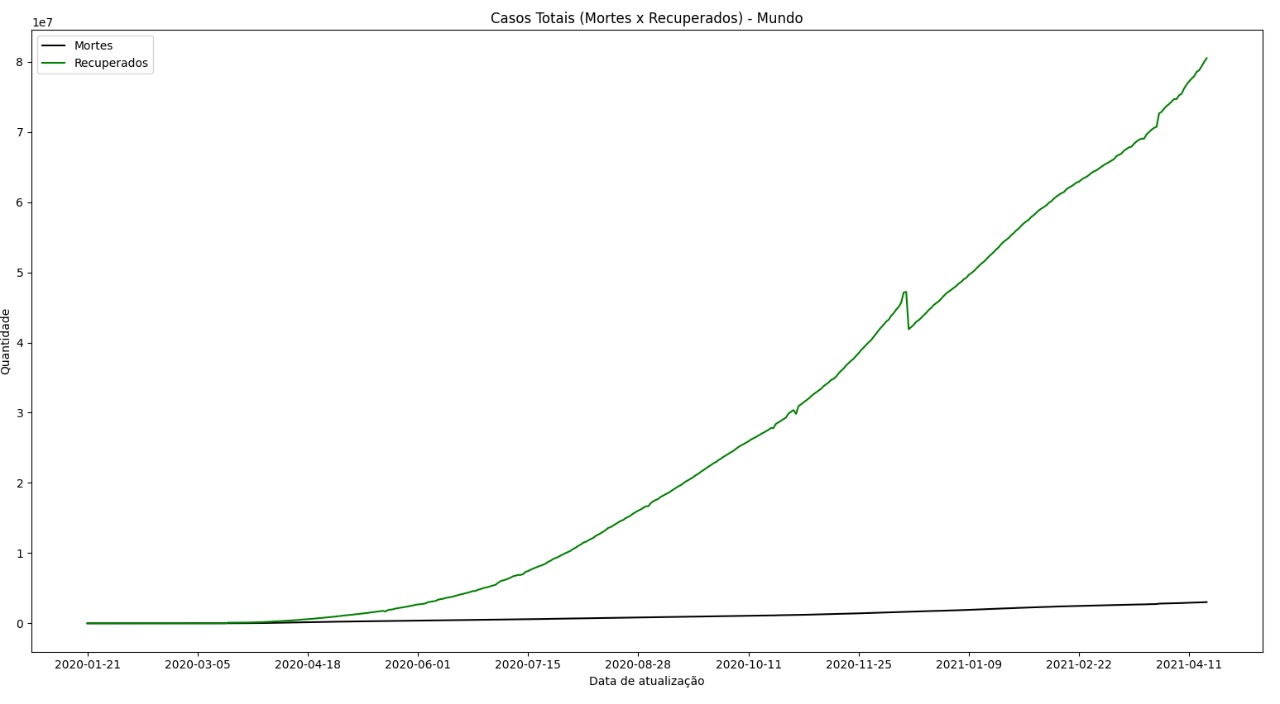 Casos Totais (Mortes x Recuperados) - Mundo
1e7
Mortes
Recuperados
8
7
6
5
4
3
2
1
0
Quantidade
2020-01-21 2020-03-05 2020-04-18 2020-06-01 2020-07-15 2020-08-28 2020-10-11 2020-11-25 2021-01-09 2021-02-22 2021-04-11
Data de atualização